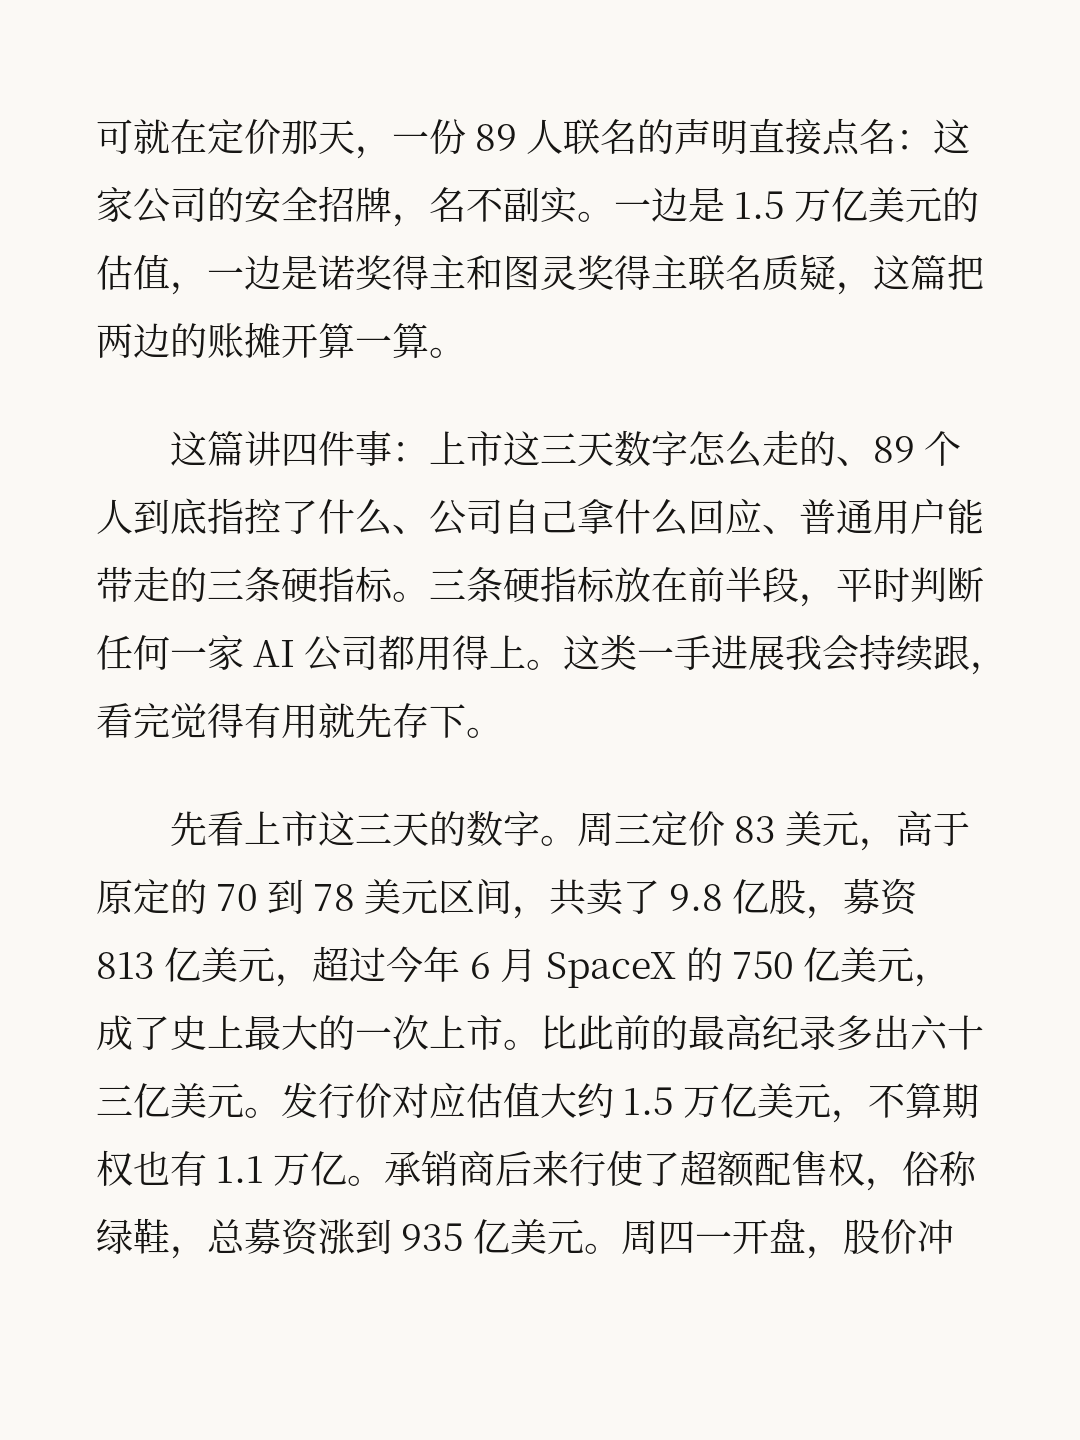 可就在定价那天，一份 89 人联名的声明直接点名：这
家公司的安全招牌，名不副实。一边是 1.5 万亿美元的
估值，一边是诺奖得主和图灵奖得主联名质疑，这篇把
两边的账摊开算一算。
这篇讲四件事：上市这三天数字怎么走的、89 个
人到底指控了什么、公司自己拿什么回应、普通用户能
带走的三条硬指标。三条硬指标放在前半段，平时判断
任何一家 AI 公司都用得上。这类一手进展我会持续跟，
看完觉得有用就先存下。
先看上市这三天的数字。周三定价 83 美元，高于
原定的 70 到 78 美元区间，共卖了 9.8 亿股，募资
813 亿美元，超过今年 6 月 SpaceX 的 750 亿美元，
成了史上最大的一次上市。比此前的最高纪录多出六十
三亿美元。发行价对应估值大约 1.5 万亿美元，不算期
权也有 1.1 万亿。承销商后来行使了超额配售权，俗称
绿鞋，总募资涨到 935 亿美元。周四一开盘，股价冲